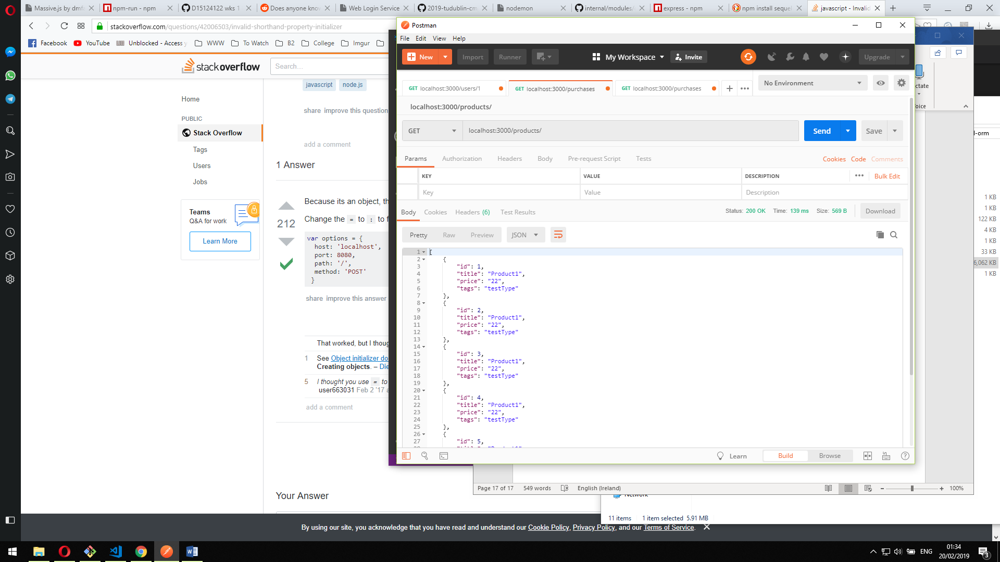 Massive.js by dmfa
npm-run - npm
D15124122 wks 1
Does anyone know
Web Login Service
2019-tudublin-cm
nodemon
internal/modules/
express - npm
npm install sequel
javascript - Invalid
stackoverflow.com/questions/42006503/invalid-shorthand-property-initializer
Facebook
YouTube
Unblocked - Access y
WWW
To Watch
B2
College
Imgur
stackoverflow
Search...
Home
PUBLIC
Stack Overflow
Tags
Users
Jobs
Teams
Q&A for work
Learn More
javascript
node.js
share improve this question
add a comment
1 Answer
212
Because its an object, th
Change the = to : to f
var options = {
host: 'localhost',
port: 8080,
path: '/',
method: 'POST'
}
share improve this answer
That worked, but I thoug
1 See Object initializer do
Creating objects. – Die
5 I thought you use = to
user663031 Feb 2 '17 a
add a comment
Your Answer
By using our site, you acknowledge that you have read and understand our Cookie Policy, Privacy Policy, and our Terms of Service.
Postman
File Edit View Help
New
Import
Runner
My Workspace
Invite
Upgrade
GET localhost:3000/users/1
GET localhost:3000/purchases
GET localhost:3000/purchases
No Environment
localhost:3000/products/
GET
localhost:3000/products/
Send
Save
Params
Authorization
Headers
Body
Pre-request Script
Tests
Cookies
Code
Comments
KEY
VALUE
DESCRIPTION
Bulk Edit
Key
Value
Description
Body
Cookies
Headers (6)
Test Results
Status: 200 OK
Time: 139 ms
Size: 569 B
Download
Pretty
Raw
Preview
JSON
1 [
2 {
3 "id": 1,
4 "title": "Product1",
5 "price": "22",
6 "tags": "testType"
7 },
8 {
9 "id": 2,
10 "title": "Product1",
11 "price": "22",
12 "tags": "testType"
13 },
14 {
15 "id": 3,
16 "title": "Product1",
17 "price": "22",
18 "tags": "testType"
19 },
20 {
21 "id": 4,
22 "title": "Product1",
23 "price": "22",
24 "tags": "testType"
25 },
26 {
27 "id": 5,
Learn
Build
Browse
ctate
oice
l-orm
1 KB
1 KB
122 KB
4 KB
1 KB
33 KB
6,062 KB
1 KB
Page 17 of 17
549 words
English (Ireland)
100%
Network
11 items
1 item selected 5.91 MB
ENG
01:34
20/02/2019
3